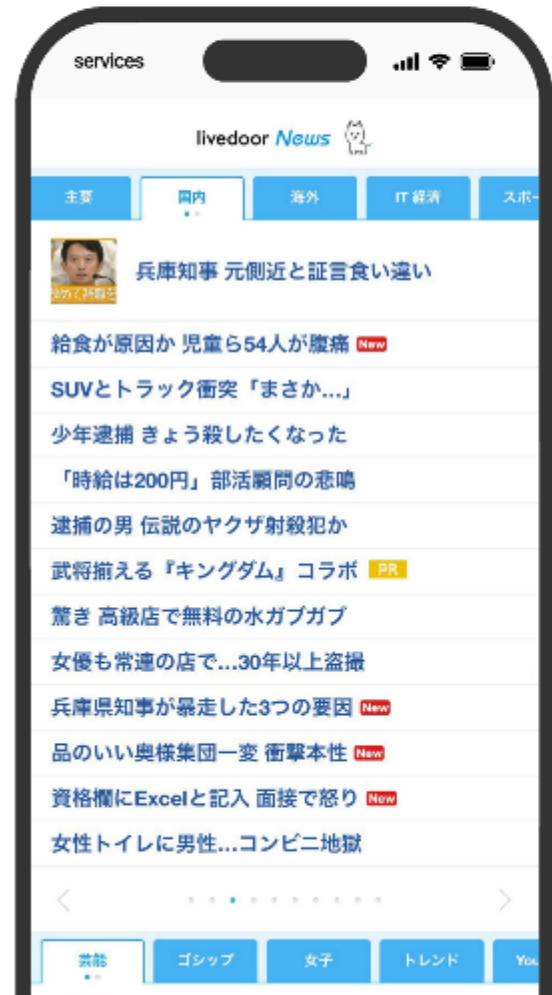 services
livedoor News
主要 国内 海外 IT 経済 スポー
兵庫知事 元側近と証言食い違い
給食が原因か 児童ら54人が腹痛 New
SUVとトラック衝突「まさか…」
少年逮捕 きょう殺したくなった
「時給は200円」部活顧問の悲鳴
逮捕の男 伝説のヤクザ射殺犯か
武将揃える『キングダム』コラボ PR
驚き 高級店で無料の水ガブガブ
女優も常連の店で…30年以上盗撮
兵庫県知事が暴走した3つの要因 New
品のいい奥様集団一変 衝撃本性 New
資格欄にExcelと記入 面接で怒り New
女性トイレに男性…コンビニ地獄
芸能 ゴシップ 女子 トレンド You